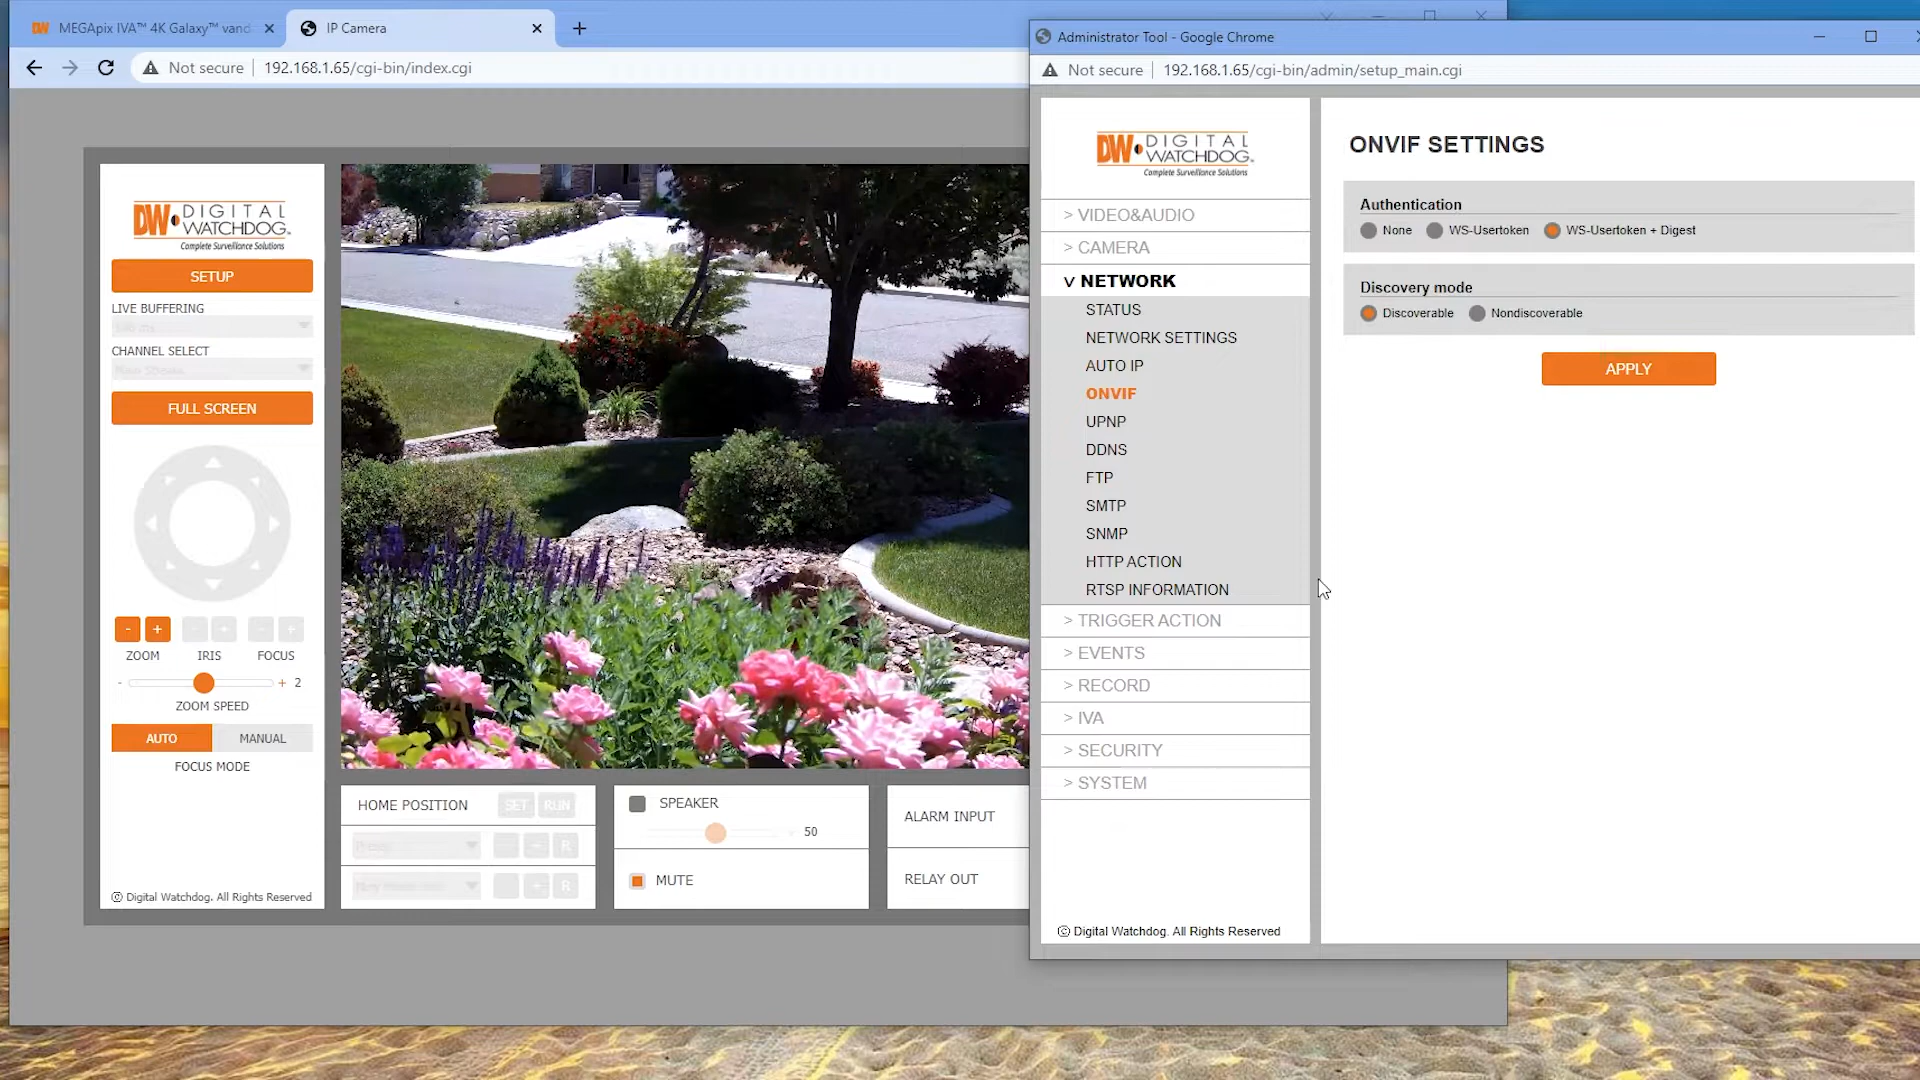 DW MEGApix IVA™ 4K Galaxy™ vand
IP Camera
Not secure
192.168.1.65/cgi-bin/index.cgi
DW DIGITAL
WATCHDOG
Complete Surveillance Solutions
SETUP
LIVE BUFFERING
CHANNEL SELECT
FULL SCREEN
- + - + - +
ZOOM IRIS FOCUS
- + 2
ZOOM SPEED
AUTO MANUAL
FOCUS MODE
© Digital Watchdog. All Rights Reserved
HOME POSITION SET RUN
R
R
SPEAKER
50
MUTE
ALARM INPUT
RELAY OUT
Administrator Tool - Google Chrome
Not secure
192.168.1.65/cgi-bin/admin/setup_main.cgi
DW DIGITAL
WATCHDOG
Complete Surveillance Solutions
> VIDEO&AUDIO
> CAMERA
v NETWORK
STATUS
NETWORK SETTINGS
AUTO IP
ONVIF
UPNP
DDNS
FTP
SMTP
SNMP
HTTP ACTION
RTSP INFORMATION
> TRIGGER ACTION
> EVENTS
> RECORD
> IVA
> SECURITY
> SYSTEM
© Digital Watchdog. All Rights Reserved
ONVIF SETTINGS
Authentication
None WS-Usertoken WS-Usertoken + Digest
Discovery mode
Discoverable Nondiscoverable
APPLY